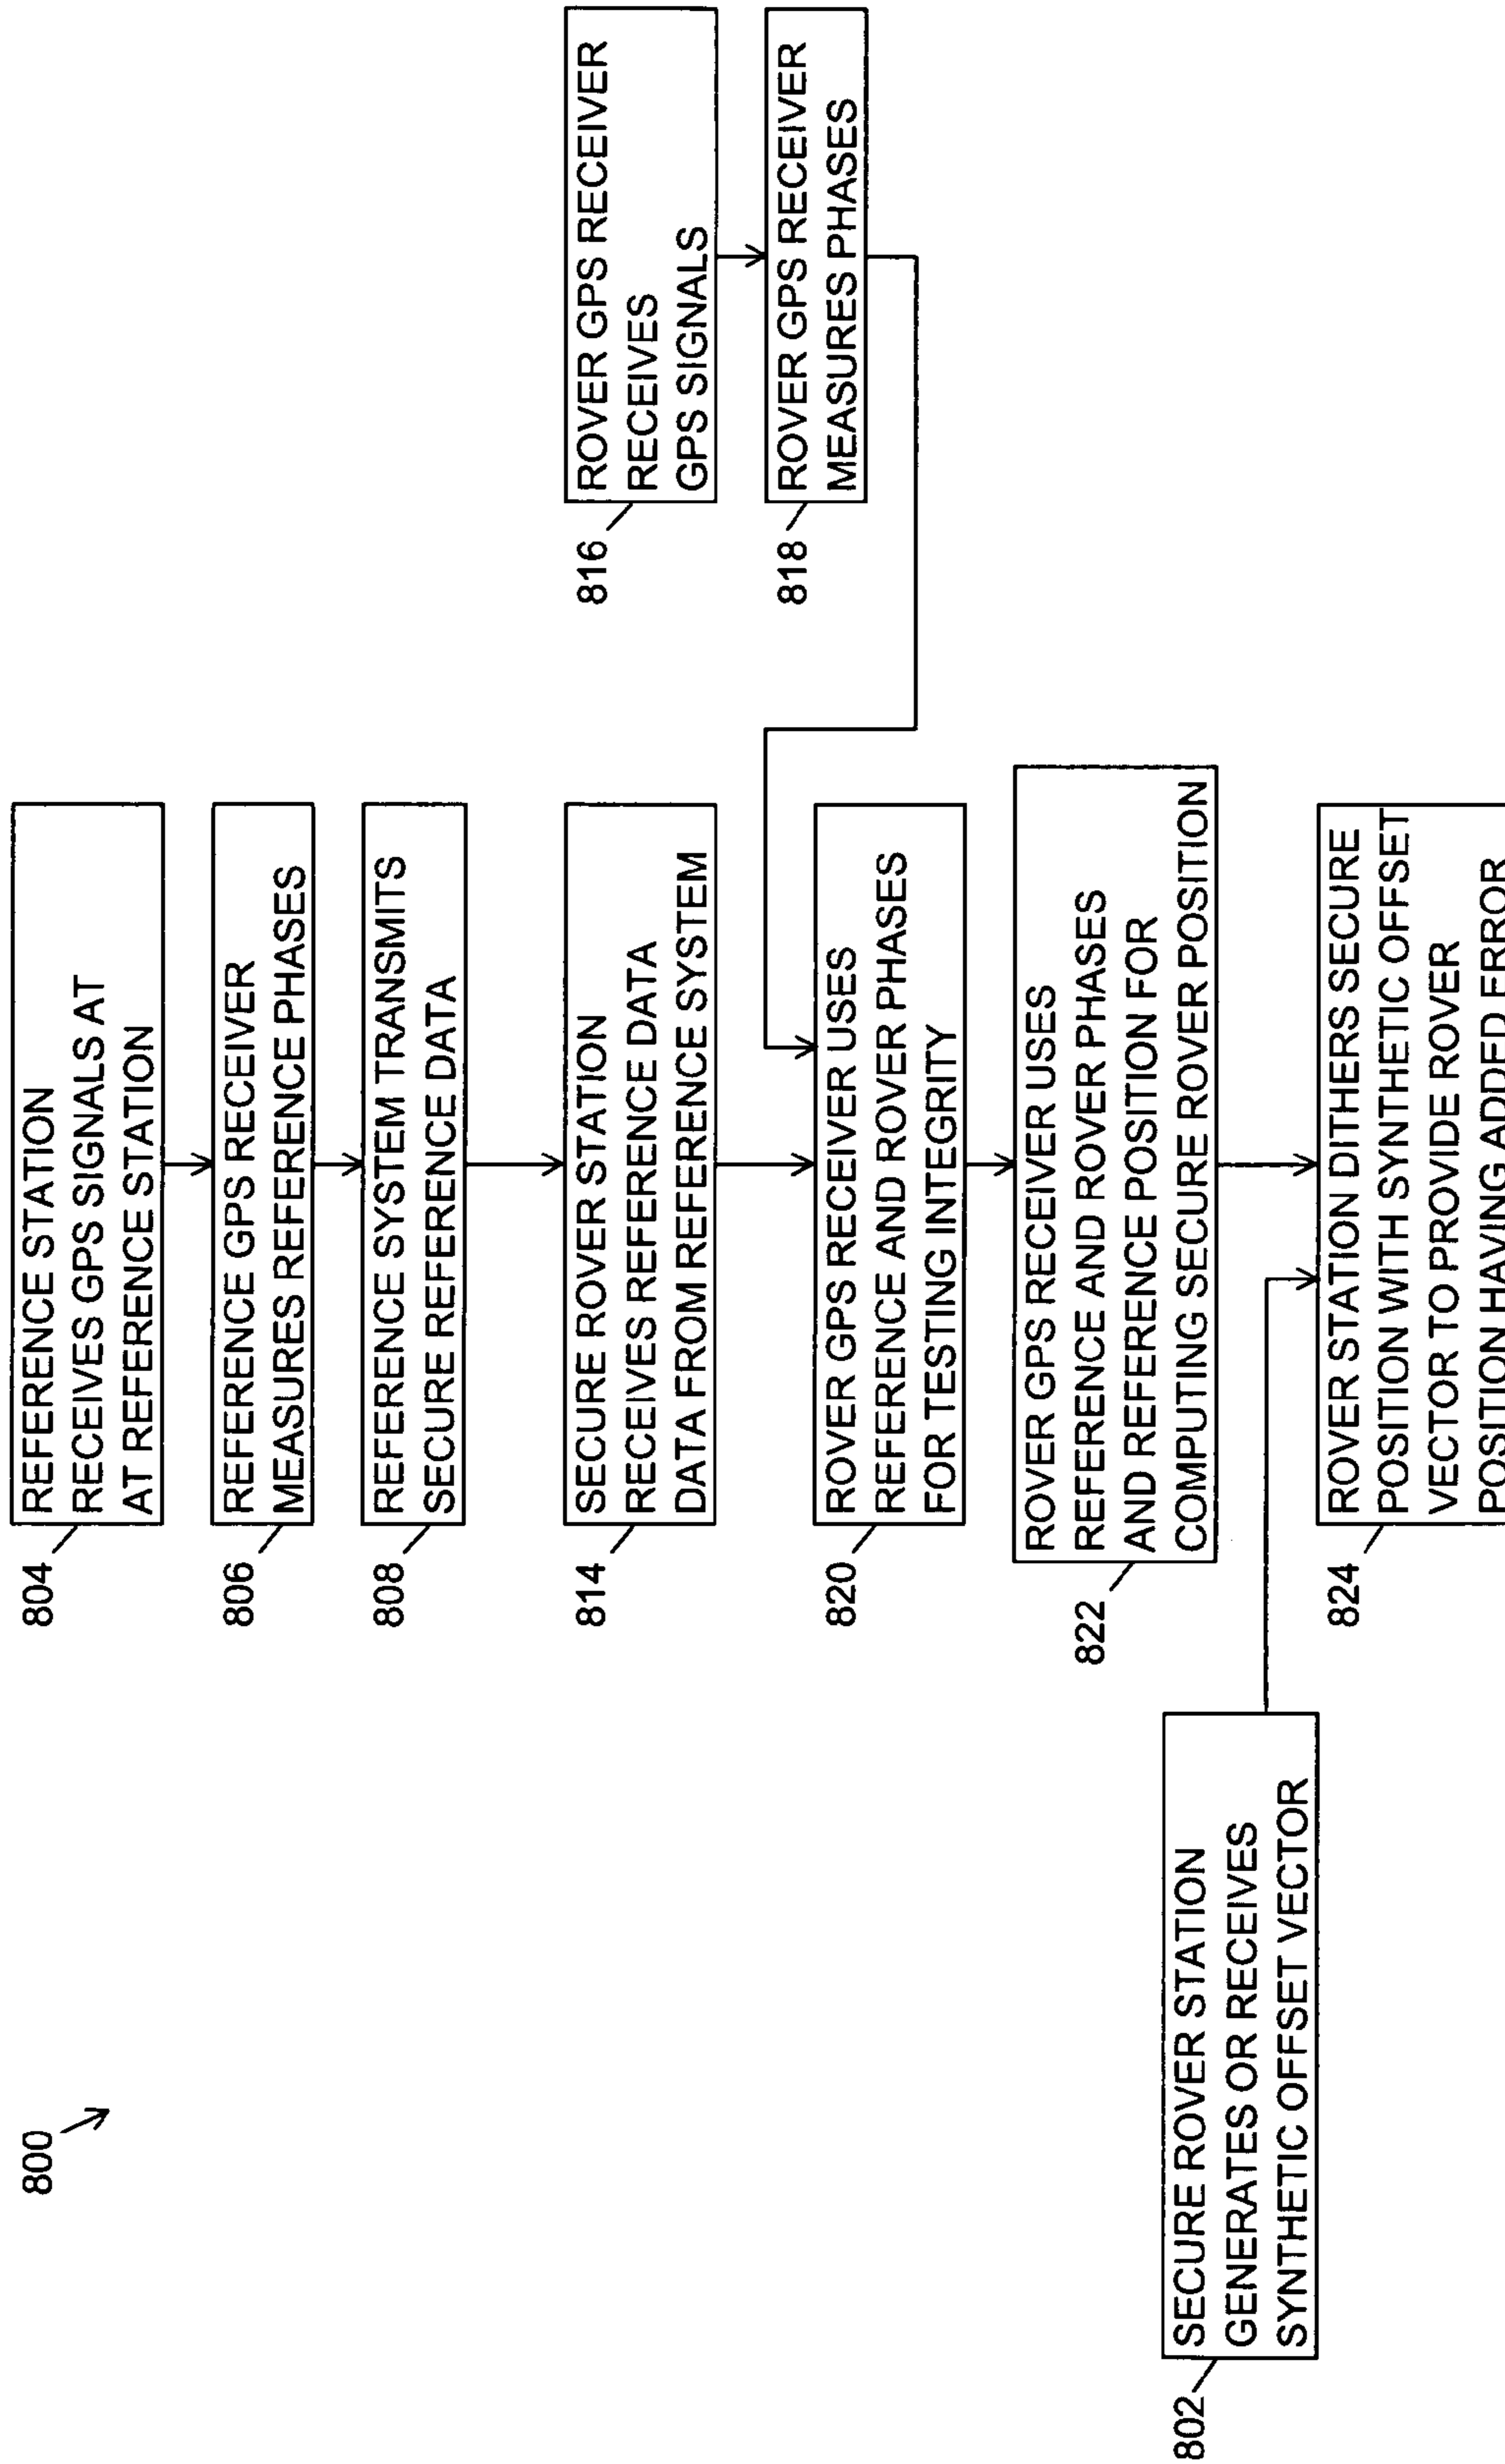 800
804
REFERENCE STATION
RECEIVES GPS SIGNALS AT
AT REFERENCE STATION
806
REFERENCE GPS RECEIVER
MEASURES REFERENCE PHASES
808
REFERENCE SYSTEM TRANSMITS
SECURE REFERENCE DATA
814
SECURE ROVER STATION
RECEIVES REFERENCE DATA
DATA FROM REFERENCE SYSTEM
816
ROVER GPS RECEIVER
RECEIVES
GPS SIGNALS
818
ROVER GPS RECEIVER
MEASURES PHASES
820
ROVER GPS RECEIVER USES
REFERENCE AND ROVER PHASES
FOR TESTING INTEGRITY
822
ROVER GPS RECEIVER USES
REFERENCE AND ROVER PHASES
AND REFERENCE POSITION FOR
COMPUTING SECURE ROVER POSITION
802
SECURE ROVER STATION
GENERATES OR RECEIVES
SYNTHETIC OFFSET VECTOR
824
ROVER STATION DITHERS SECURE
POSITION WITH SYNTHETIC OFFSET
VECTOR TO PROVIDE ROVER
POSITION HAVING ADDED ERROR